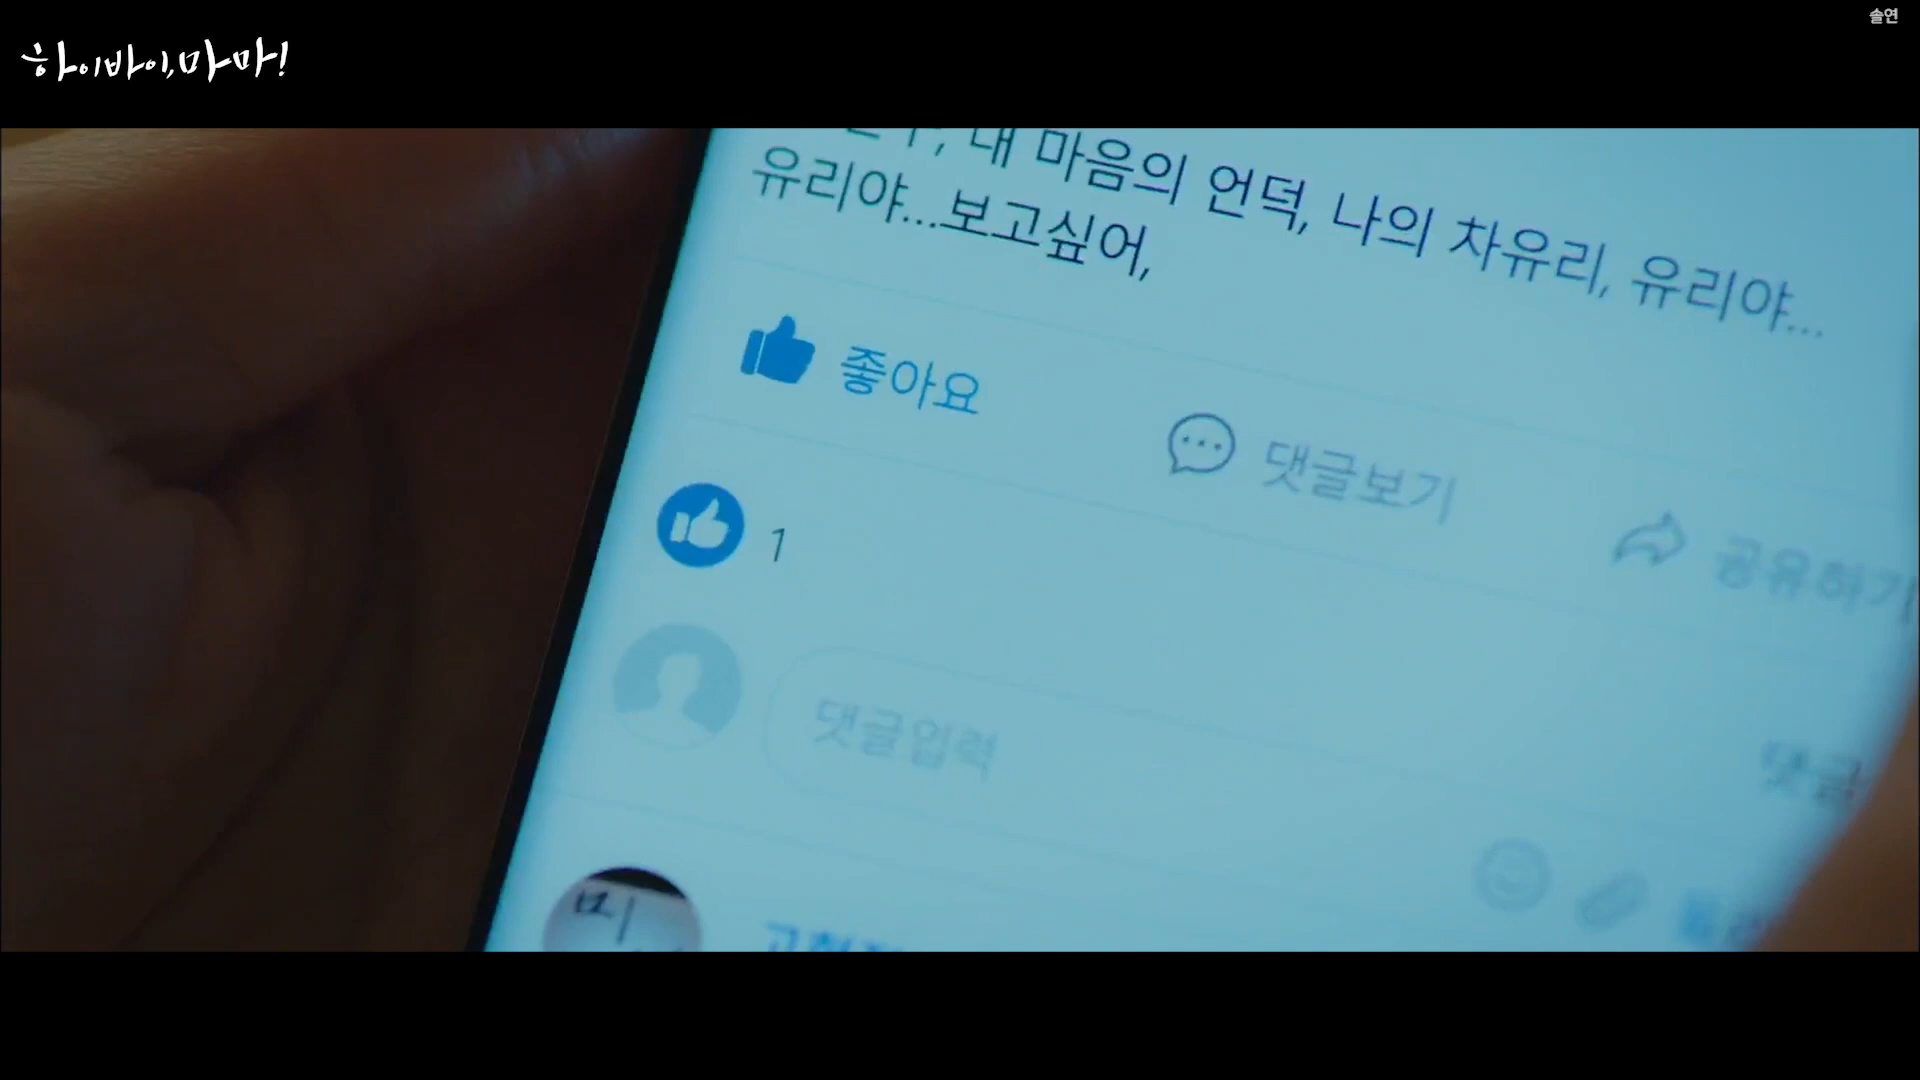 솔연
하이바이,마마!
내 마음의 언덕, 나의 차유리, 유리야...
유리야...보고싶어,
좋아요
댓글보기
공유하기
1
댓글입력
댓글